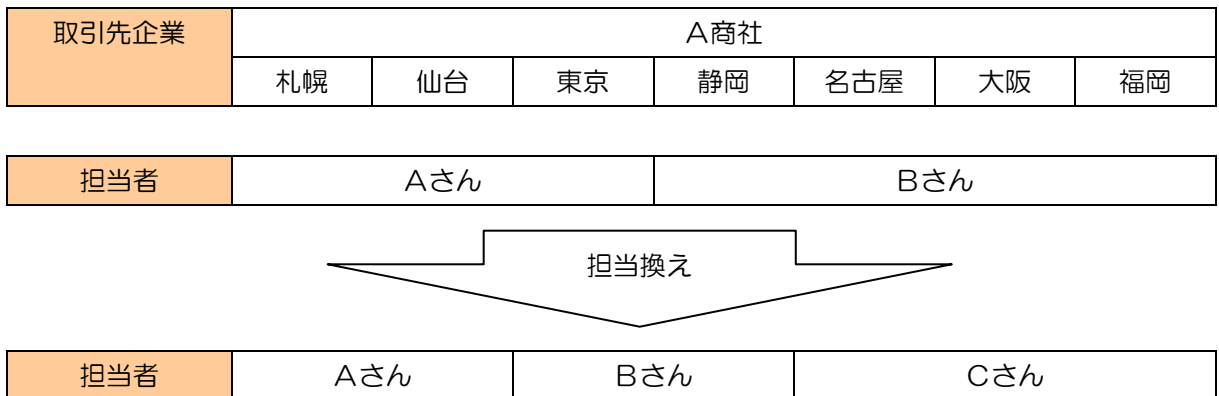 取引先企業 A商社
札幌 仙台 東京 静岡 名古屋 大阪 福岡
担当者 Aさん Bさん
担当換え
担当者 Aさん Bさん Cさん